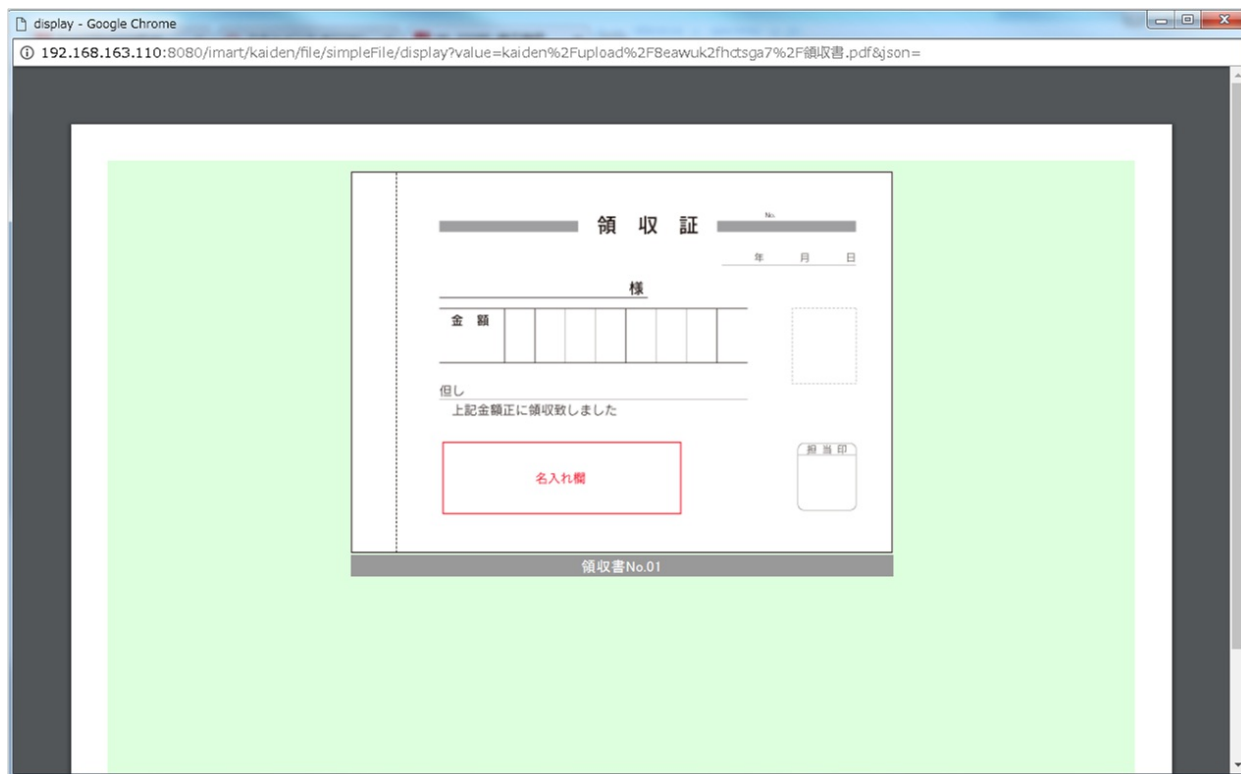 display - Google Chrome
192.168.163.110:8080/imart/kaiden/file/simpleFile/display?value=kaiden%2Fupload%2F8eawuk2fhctsga7%2F領収書.pdf&json=
No.
領 収 証
年 月 日
様
金 額
但し
上記金額正に領収致しました
担 当 印
名入れ欄
領収書No.01